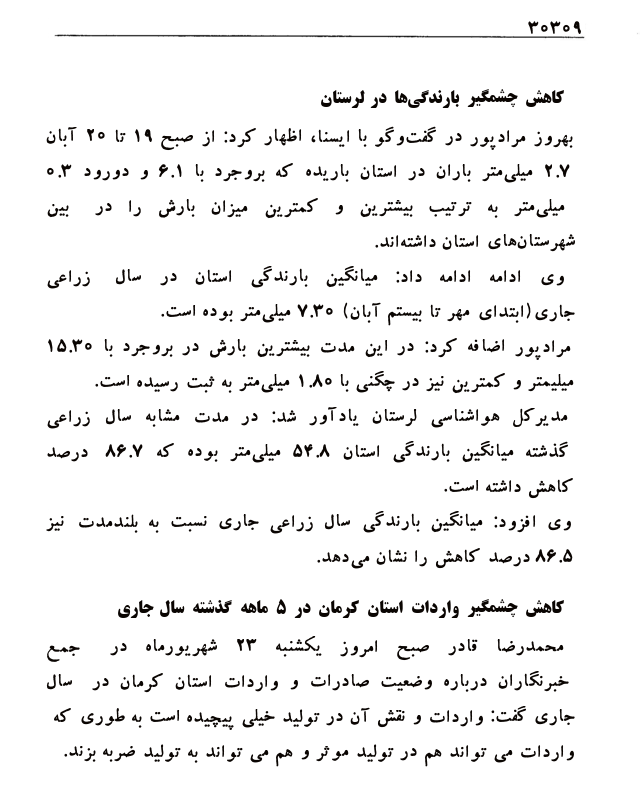 ۳۰۳۰۹
کاهش چشمگیر بارندگی‌ها در لرستان
بهروز مرادپور در گفت‌وگو با ایسنا، اظهار کرد: از صبح ۱۹ تا ۲۰ آبان
۲.۷ میلی‌متر باران در استان باریده که بروجرد با ۶.۱ و دورود ۰.۳
میلی‌متر به ترتیب بیشترین و کمترین میزان بارش را در بین
شهرستان‌های استان داشته‌اند.
وی ادامه ادامه داد: میانگین بارندگی استان در سال زراعی
جاری(ابتدای مهر تا بیستم آبان) ۷.۳۰ میلی‌متر بوده است.
مرادپور اضافه کرد: در این مدت بیشترین بارش در بروجرد با ۱۵.۳۰
میلیمتر و کمترین نیز در چگنی با ۱.۸۰ میلی‌متر به ثبت رسیده است.
مدیرکل هواشناسی لرستان یادآور شد: در مدت مشابه سال زراعی
گذشته میانگین بارندگی استان ۵۴.۸ میلی‌متر بوده که ۸۶.۷ درصد
کاهش داشته است.
وی افزود: میانگین بارندگی سال زراعی جاری نسبت به بلندمدت نیز
۸۶.۵ درصد کاهش را نشان می‌دهد.
کاهش چشمگیر واردات استان کرمان در ۵ ماهه گذشته سال جاری
محمدرضا قادر صبح امروز یکشنبه ۲۳ شهریورماه در جمع
خبرنگاران درباره وضعیت صادرات و واردات استان کرمان در سال
جاری گفت: واردات و نقش آن در تولید خیلی پیچیده است به طوری که
واردات می تواند هم در تولید موثر و هم می تواند به تولید ضربه بزند.